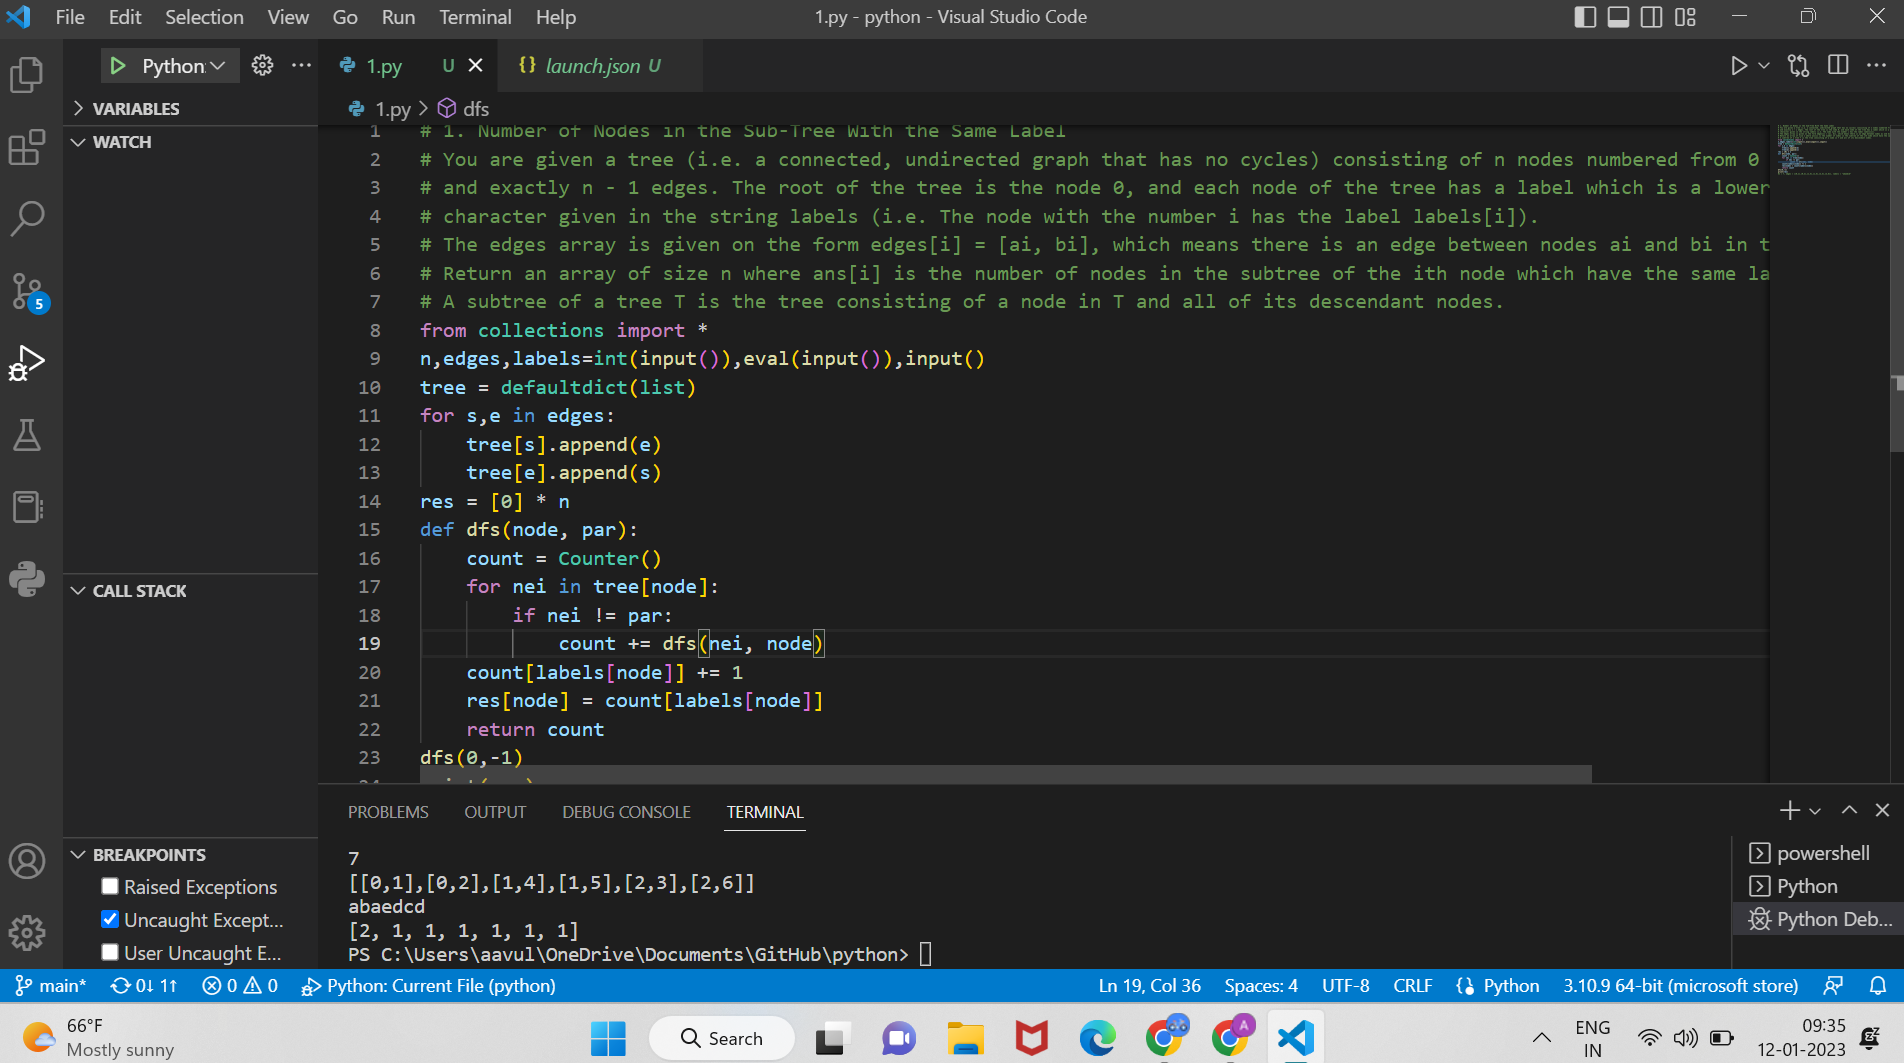 File Edit Selection View Go Run Terminal Help
1.py - python - Visual Studio Code
Python
1.py U
{} launch.json U
1.py > dfs
VARIABLES
WATCH
CALL STACK
BREAKPOINTS
Raised Exceptions
Uncaught Except...
User Uncaught E...
1 # 1. Number of Nodes in the Sub-Tree With the Same Label
2 # You are given a tree (i.e. a connected, undirected graph that has no cycles) consisting of n nodes numbered from 0
3 # and exactly n - 1 edges. The root of the tree is the node 0, and each node of the tree has a label which is a lower
4 # character given in the string labels (i.e. The node with the number i has the label labels[i]).
5 # The edges array is given on the form edges[i] = [ai, bi], which means there is an edge between nodes ai and bi in t
6 # Return an array of size n where ans[i] is the number of nodes in the subtree of the ith node which have the same la
7 # A subtree of a tree T is the tree consisting of a node in T and all of its descendant nodes.
8 from collections import *
9 n,edges,labels=int(input()),eval(input()),input()
10 tree = defaultdict(list)
11 for s,e in edges:
12     tree[s].append(e)
13     tree[e].append(s)
14 res = [0] * n
15 def dfs(node, par):
16     count = Counter()
17     for nei in tree[node]:
18         if nei != par:
19             count += dfs(nei, node)
20     count[labels[node]] += 1
21     res[node] = count[labels[node]]
22     return count
23 dfs(0,-1)
PROBLEMS OUTPUT DEBUG CONSOLE TERMINAL
7
[[0,1],[0,2],[1,4],[1,5],[2,3],[2,6]]
abaedcd
[2, 1, 1, 1, 1, 1, 1]
PS C:\Users\aavul\OneDrive\Documents\GitHub\python>
powershell
Python
Python Deb...
main* 0↓ 1↑ 0 0 Python: Current File (python) Ln 19, Col 36 Spaces: 4 UTF-8 CRLF {} Python 3.10.9 64-bit (microsoft store)
5
66°F
Mostly sunny
Search
A
ENG
IN
09:35
12-01-2023